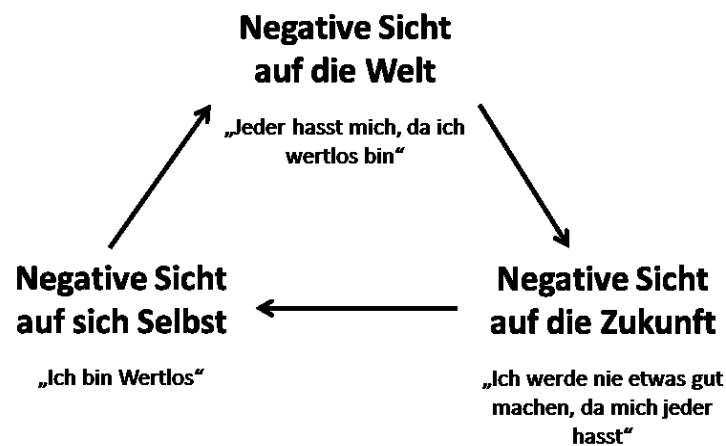 Negative Sicht
auf die Welt
„Jeder hasst mich, da ich
wertlos bin“
Negative Sicht
auf sich Selbst
„Ich bin Wertlos“
Negative Sicht
auf die Zukunft
„Ich werde nie etwas gut
machen, da mich jeder
hasst“